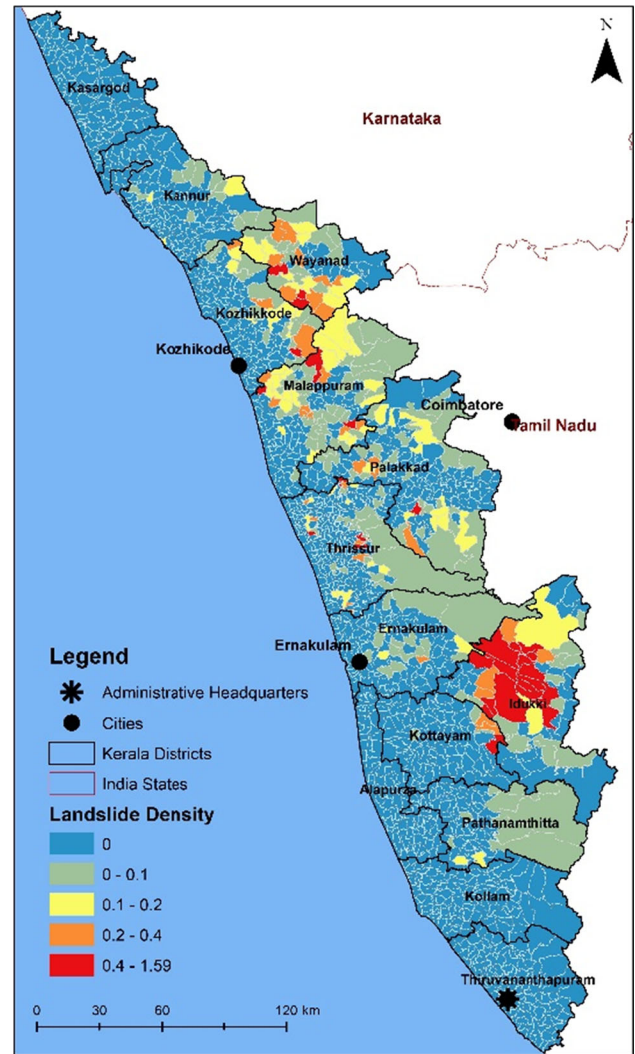 N
Kasargod
Karnataka
Kannur
Wayanad
Kozhikkode
Kozhikode
Malappuram
Coimbatore
Tamil Nadu
Palakkad
Thrissur
Ernakulam
Ernakulam
Legend
Administrative Headquarters
Cities
Kerala Districts
India States
Landslide Density
0
0 - 0.1
0.1 - 0.2
0.2 - 0.4
0.4 - 1.59
Idukki
Kottayam
Alapurza
Pathanamthitta
Kollam
Thiruvananthapuram
0 30 60 120 km